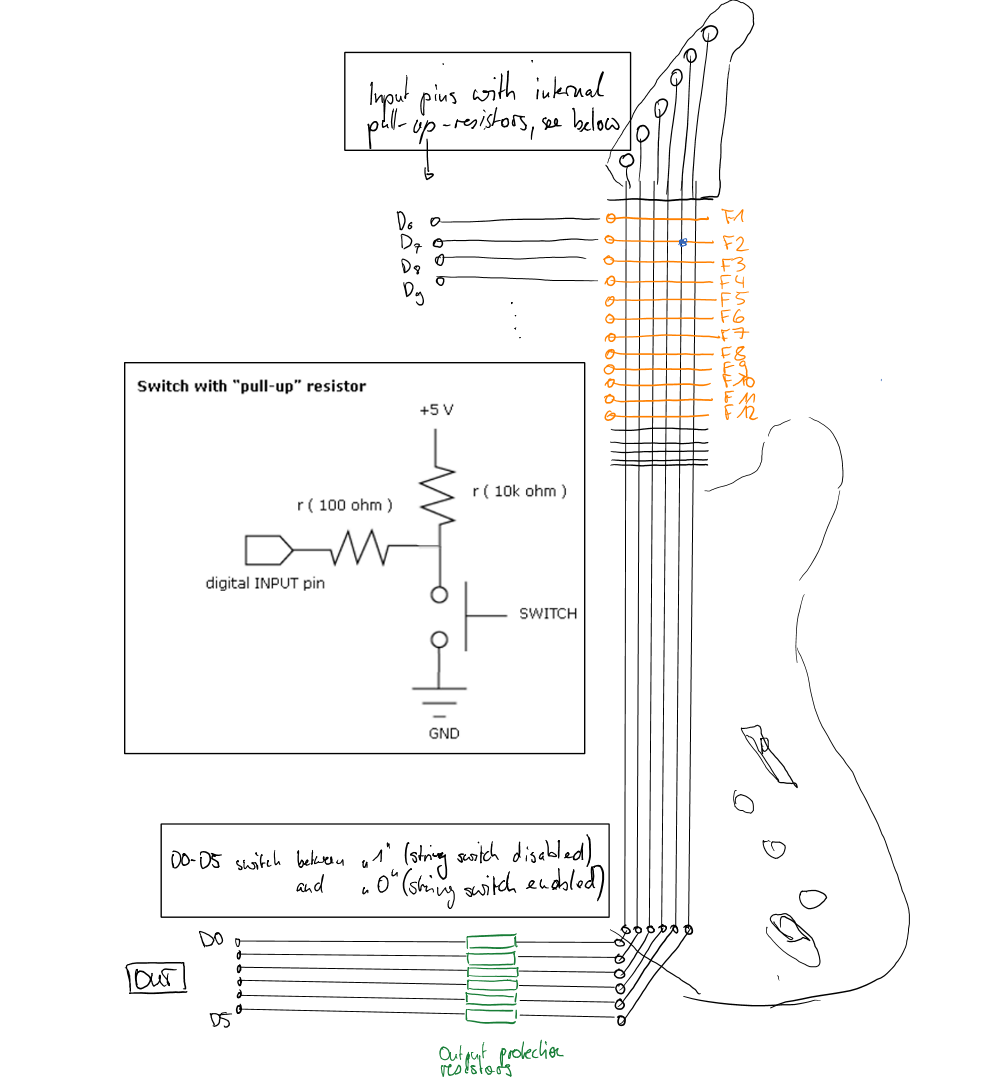 Input pins with internal
pull-up-resistors, see below
D6
D7
D8
D9
F1
F2
F3
F4
F5
F6
F7
F8
F9
F10
F11
F12
Switch with "pull-up" resistor
+5 V
r ( 10k ohm )
r ( 100 ohm )
digital INPUT pin
SWITCH
GND
D0-D5 switch between „1" (string switch disabled)
and „0" (string switch enabled)
D0
OUT
D5
Output protection
resistors